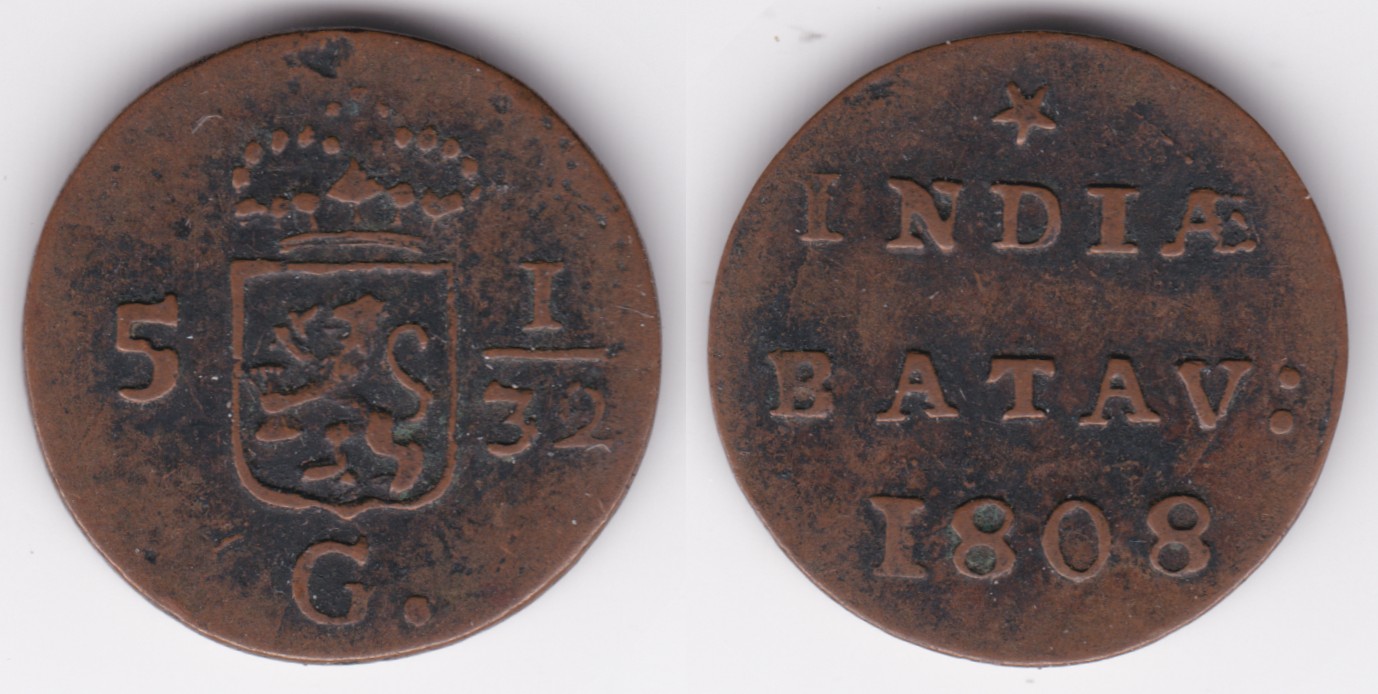 5 1/32
G.
INDIÆ
BATAV:
1808